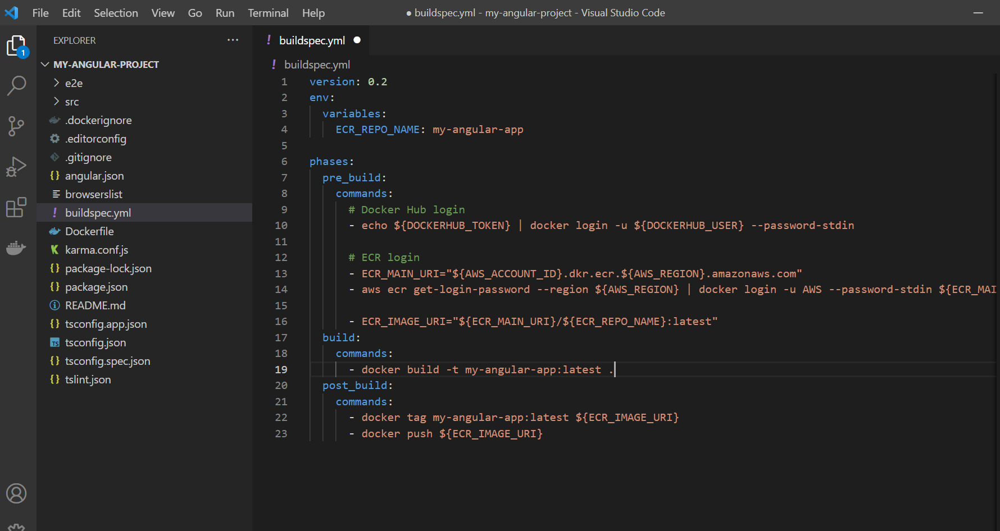 File Edit Selection View Go Run Terminal Help
● buildspec.yml - my-angular-project - Visual Studio Code
EXPLORER
1
MY-ANGULAR-PROJECT
e2e
src
.dockerignore
.editorconfig
.gitignore
angular.json
browserslist
buildspec.yml
Dockerfile
karma.conf.js
package-lock.json
package.json
README.md
tsconfig.app.json
tsconfig.json
tsconfig.spec.json
tslint.json
! buildspec.yml ●
! buildspec.yml
1 version: 0.2
2 env:
3   variables:
4     ECR_REPO_NAME: my-angular-app
5
6 phases:
7   pre_build:
8     commands:
9       # Docker Hub login
10       - echo ${DOCKERHUB_TOKEN} | docker login -u ${DOCKERHUB_USER} --password-stdin
11
12       # ECR login
13       - ECR_MAIN_URI="${AWS_ACCOUNT_ID}.dkr.ecr.${AWS_REGION}.amazonaws.com"
14       - aws ecr get-login-password --region ${AWS_REGION} | docker login -u AWS --password-stdin ${ECR_MAI
15
16       - ECR_IMAGE_URI="${ECR_MAIN_URI}/${ECR_REPO_NAME}:latest"
17   build:
18     commands:
19       - docker build -t my-angular-app:latest .
20   post_build:
21     commands:
22       - docker tag my-angular-app:latest ${ECR_IMAGE_URI}
23       - docker push ${ECR_IMAGE_URI}